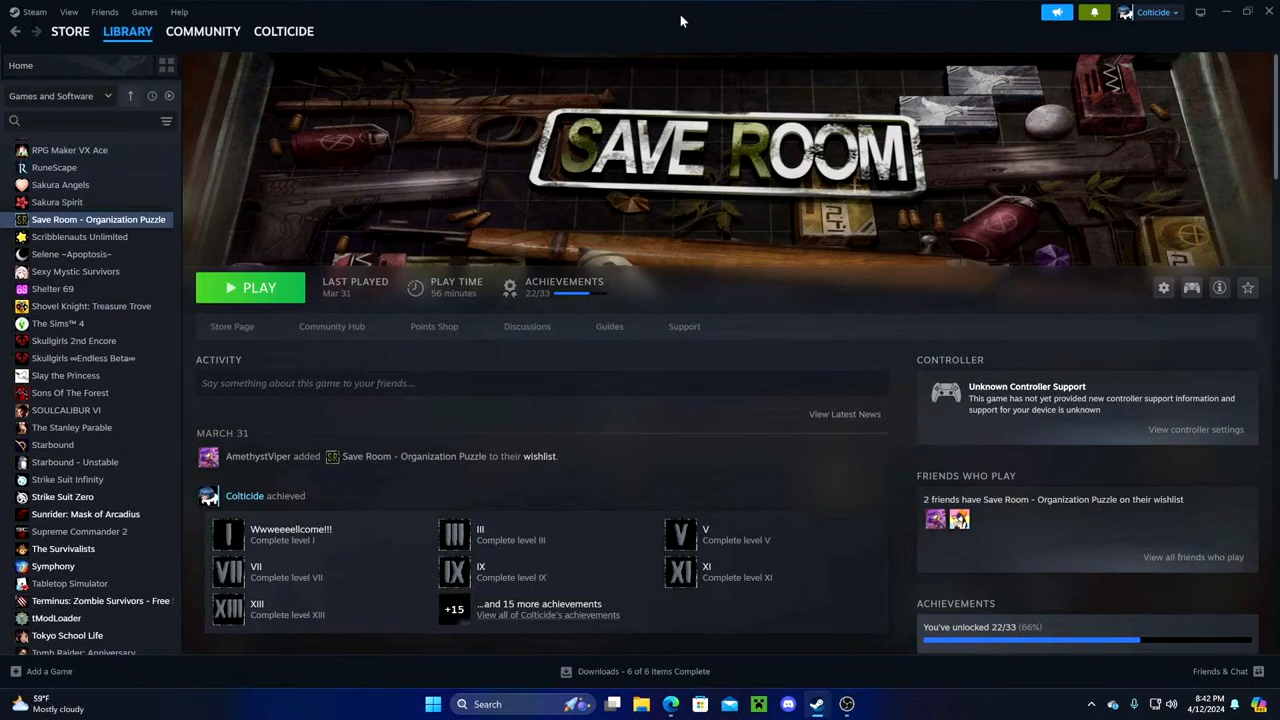 Steam View Friends Games Help
Colticide
STORE LIBRARY COMMUNITY COLTICIDE
Home
Games and Software
RPG Maker VX Ace
RuneScape
Sakura Angels
Sakura Spirit
Save Room - Organization Puzzle
Scribblenauts Unlimited
Selene ~Apoptosis~
Sexy Mystic Survivors
Shelter 69
Shovel Knight: Treasure Trove
The Sims™ 4
Skullgirls 2nd Encore
Skullgirls ∞Endless Beta∞
Slay the Princess
Sons Of The Forest
SOULCALIBUR VI
The Stanley Parable
Starbound
Starbound - Unstable
Strike Suit Infinity
Strike Suit Zero
Sunrider: Mask of Arcadius
Supreme Commander 2
The Survivalists
Symphony
Tabletop Simulator
Terminus: Zombie Survivors - Free
tModLoader
Tokyo School Life
Tomb Raider: Anniversary
SAVE ROOM
PLAY
LAST PLAYED
Mar 31
PLAY TIME
56 minutes
ACHIEVEMENTS
22/33
Store Page Community Hub Points Shop Discussions Guides Support
ACTIVITY
Say something about this game to your friends...
View Latest News
MARCH 31
AmethystViper added SR Save Room - Organization Puzzle to their wishlist.
Colticide achieved
I Wwweeeellcome!!!
Complete level I
III III
Complete level III
V V
Complete level V
VII VII
Complete level VII
IX IX
Complete level IX
XI XI
Complete level XI
XIII XIII
Complete level XIII
+15 ...and 15 more achievements
View all of Colticide's achievements
CONTROLLER
Unknown Controller Support
This game has not yet provided new controller support information and
support for your device is unknown
View controller settings
FRIENDS WHO PLAY
2 friends have Save Room - Organization Puzzle on their wishlist
View all friends who play
ACHIEVEMENTS
You've unlocked 22/33 (66%)
Add a Game
Downloads - 6 of 6 Items Complete
Friends & Chat
59°F
Mostly cloudy
Search
8:42 PM
4/12/2024